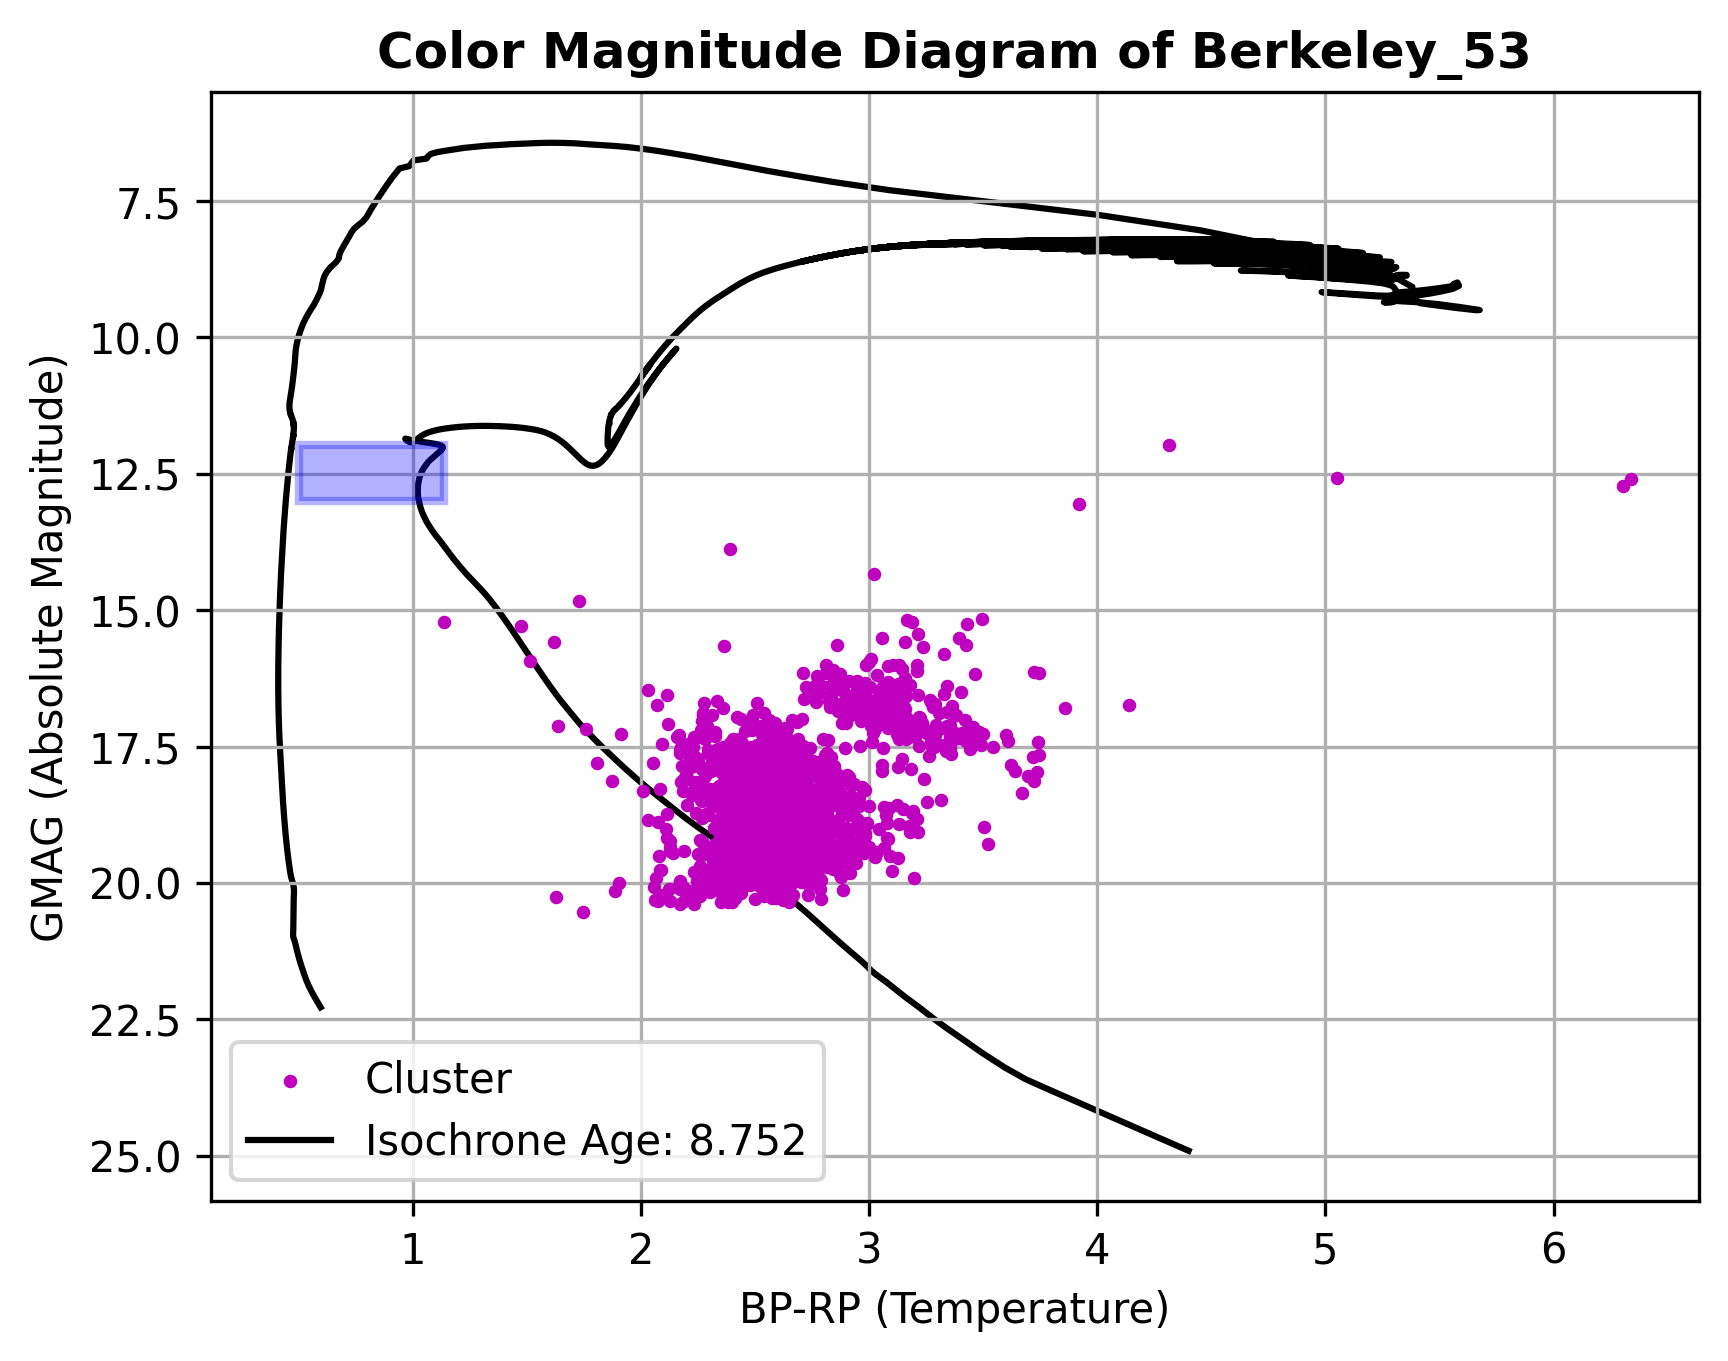 Color Magnitude Diagram of Berkeley_53
GMAG (Absolute Magnitude)
7.5
10.0
12.5
15.0
17.5
20.0
22.5
25.0
Cluster
Isochrone Age: 8.752
1 2 3 4 5 6
BP-RP (Temperature)